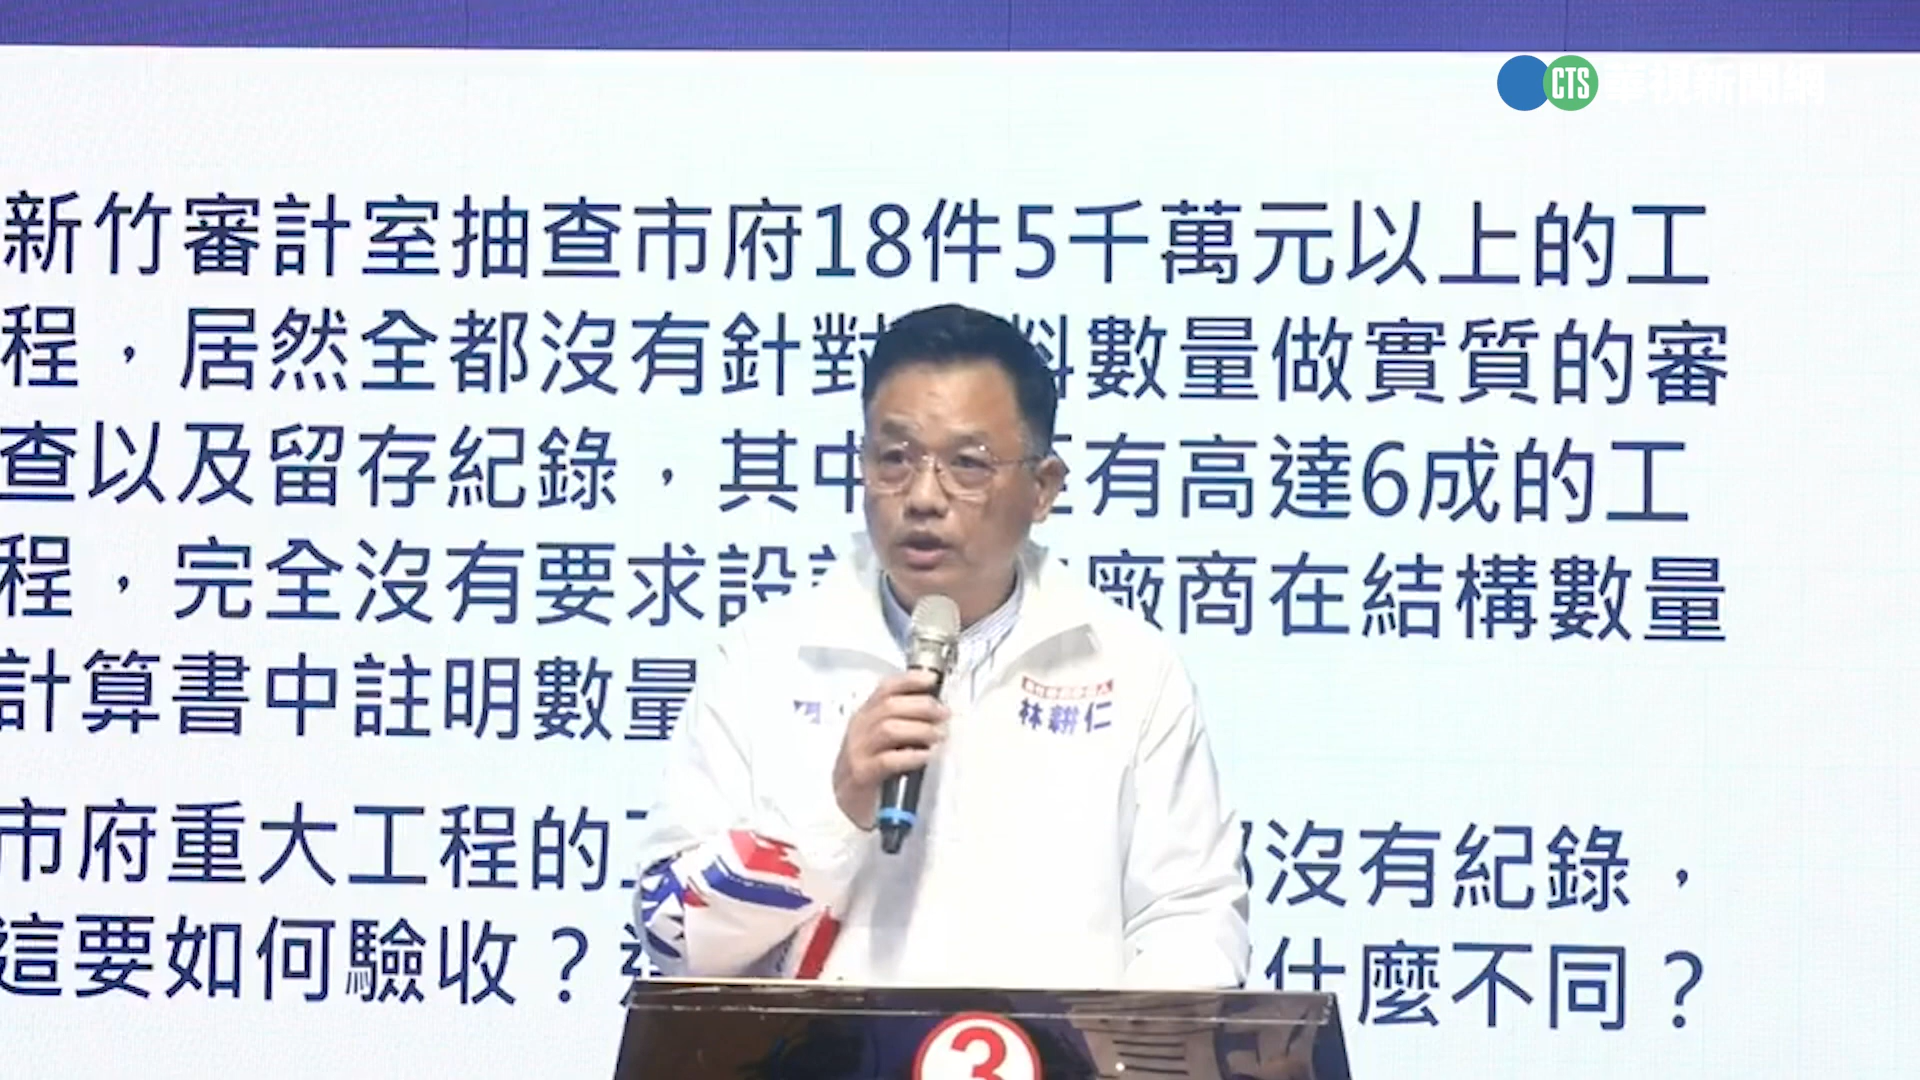 CTS 華視新聞網
新竹審計室抽查市府18件5千萬元以上的工
程，居然全都沒有針對 料數量做實質的審
查以及留存紀錄，其中 有高達6成的工
程，完全沒有要求設 廠商在結構數量
計算書中註明數量
市府重大工程的 沒有紀錄，
這要如何驗收？ 什麼不同？
林耕仁
3